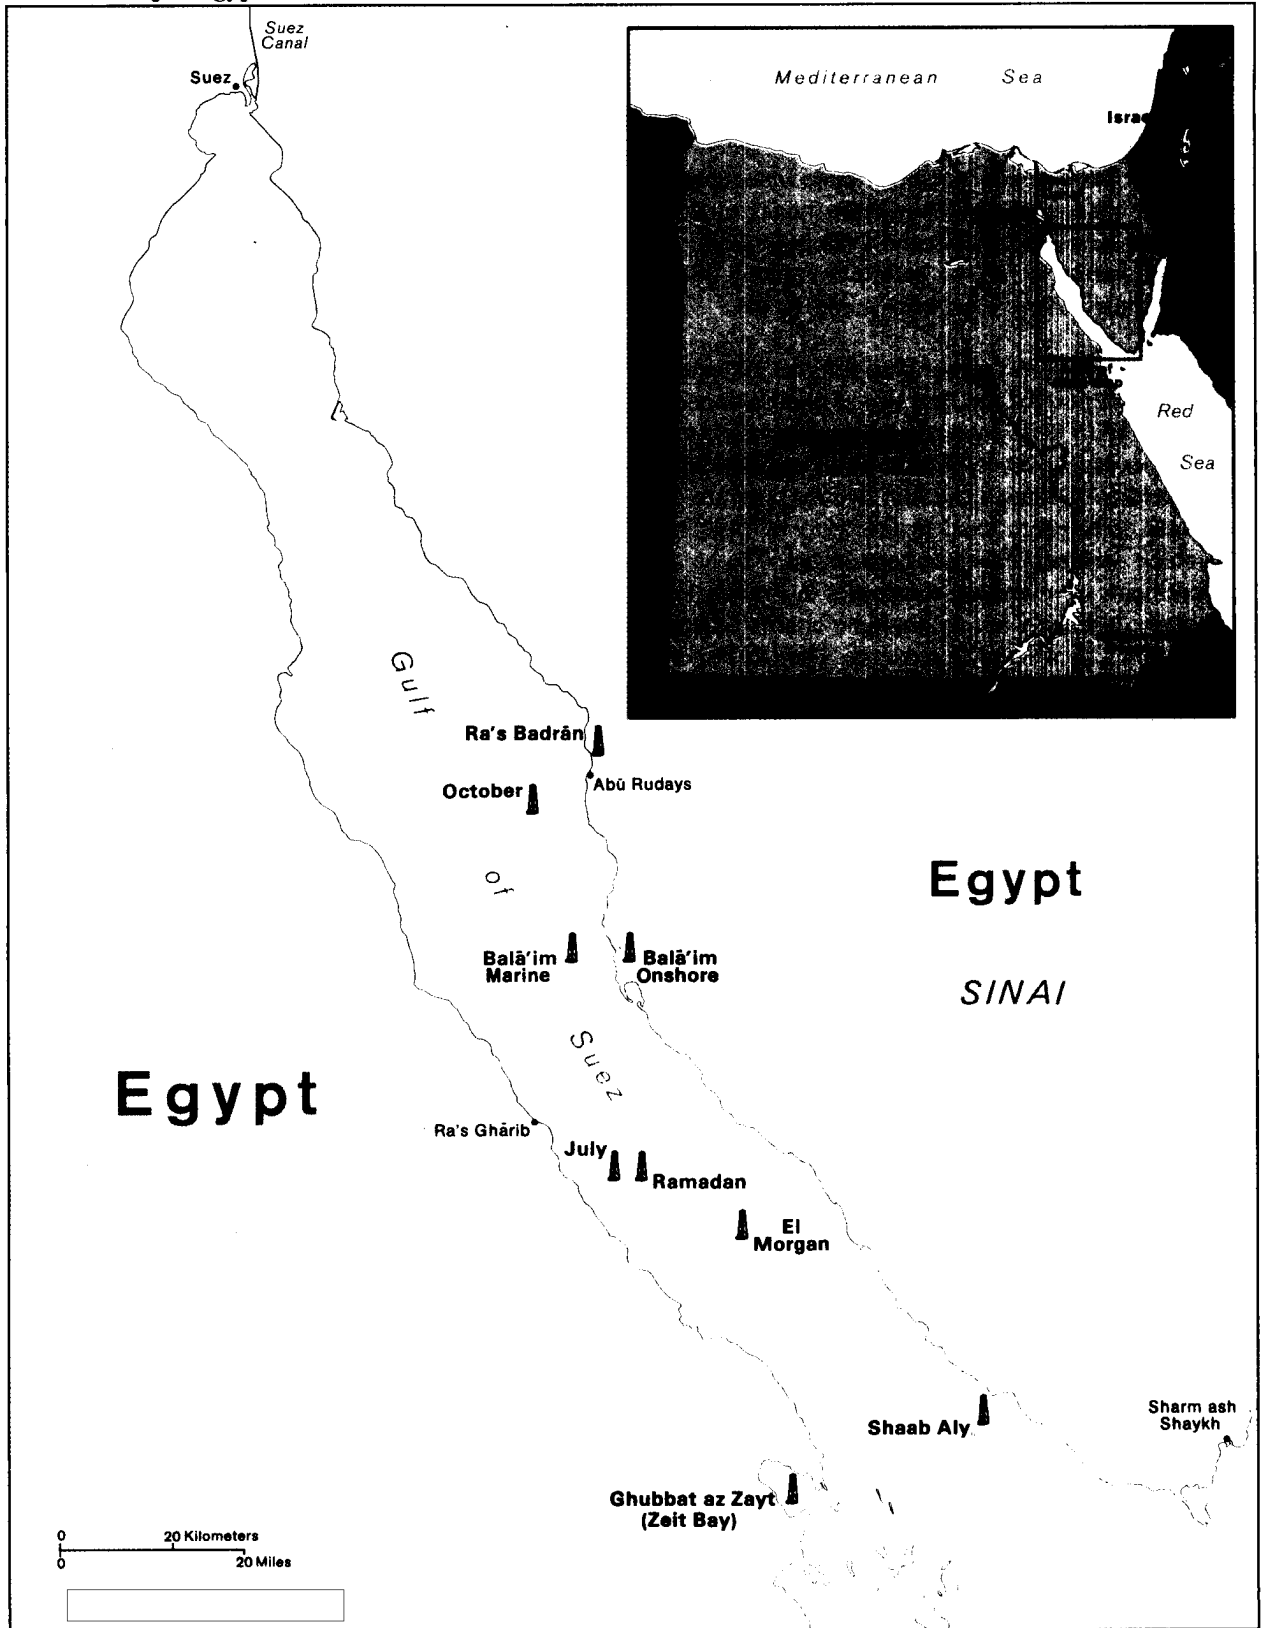 Suez
Canal
Suez
Mediterranean Sea
Red
Sea
Gulf
of
Suez
Ra's Badrān
Abū Rudays
October
Egypt
SINAI
Balā'im
Marine
Balā'im
Onshore
Egypt
Ra's Ghārib
July
Ramadan
El
Morgan
Shaab Aly
Sharm ash
Shaykh
Ghubbat az Zayt
(Zeit Bay)
0 20 Kilometers
0 20 Miles